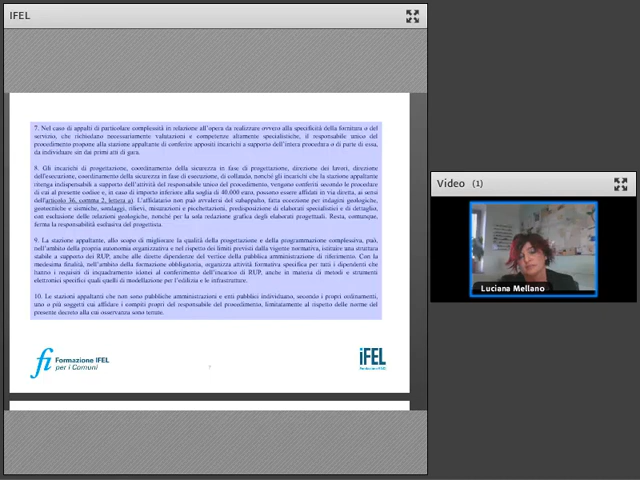 IFEL
7. Nel caso di appalti di particolare complessità in relazione all'opera da realizzare ovvero alla specificità della fornitura o del
servizio, che richiedano necessariamente valutazioni e competenze altamente specialistiche, il responsabile unico del
procedimento propone alla stazione appaltante di conferire appositi incarichi a supporto dell'intera procedura o di parte di essa,
da individuare sin dai primi atti di gara.
8. Gli incarichi di progettazione, coordinamento della sicurezza in fase di progettazione, direzione dei lavori, direzione
dell'esecuzione, coordinamento della sicurezza in fase di esecuzione, di collaudo, nonché gli incarichi che la stazione appaltante
ritenga indispensabili a supporto dell'attività del responsabile unico del procedimento, vengono conferiti secondo le procedure
di cui al presente codice e, in caso di importo inferiore alla soglia di 40.000 euro, possono essere affidati in via diretta, ai sensi
dell'articolo 36, comma 2, lettera a). L'affidatario non può avvalersi del subappalto, fatta eccezione per indagini geologiche,
geotecniche e sismiche, sondaggi, rilievi, misurazioni e picchettazioni, predisposizione di elaborati specialistici e di dettaglio,
con esclusione delle relazioni geologiche, nonché per la sola redazione grafica degli elaborati progettuali. Resta, comunque,
ferma la responsabilità esclusiva del progettista.
9. La stazione appaltante, allo scopo di migliorare la qualità della progettazione e della programmazione complessiva, può,
nell'ambito della propria autonomia organizzativa e nel rispetto dei limiti previsti dalla vigente normativa, istituire una struttura
stabile a supporto dei RUP, anche alle dirette dipendenze del vertice della pubblica amministrazione di riferimento. Con la
medesima finalità, nell'ambito della formazione obbligatoria, organizza attività formativa specifica per tutti i dipendenti che
hanno i requisiti di inquadramento idonei al conferimento dell'incarico di RUP, anche in materia di metodi e strumenti
elettronici specifici quali quelli di modellazione per l'edilizia e le infrastrutture.
10. Le stazioni appaltanti che non sono pubbliche amministrazioni o enti pubblici individuano, secondo i propri ordinamenti,
uno o più soggetti cui affidare i compiti propri del responsabile del procedimento, limitatamente al rispetto delle norme del
presente decreto alla cui osservanza sono tenute.
fi Formazione IFEL
per i Comuni
iFEL
Video (1)
Luciana Mellano